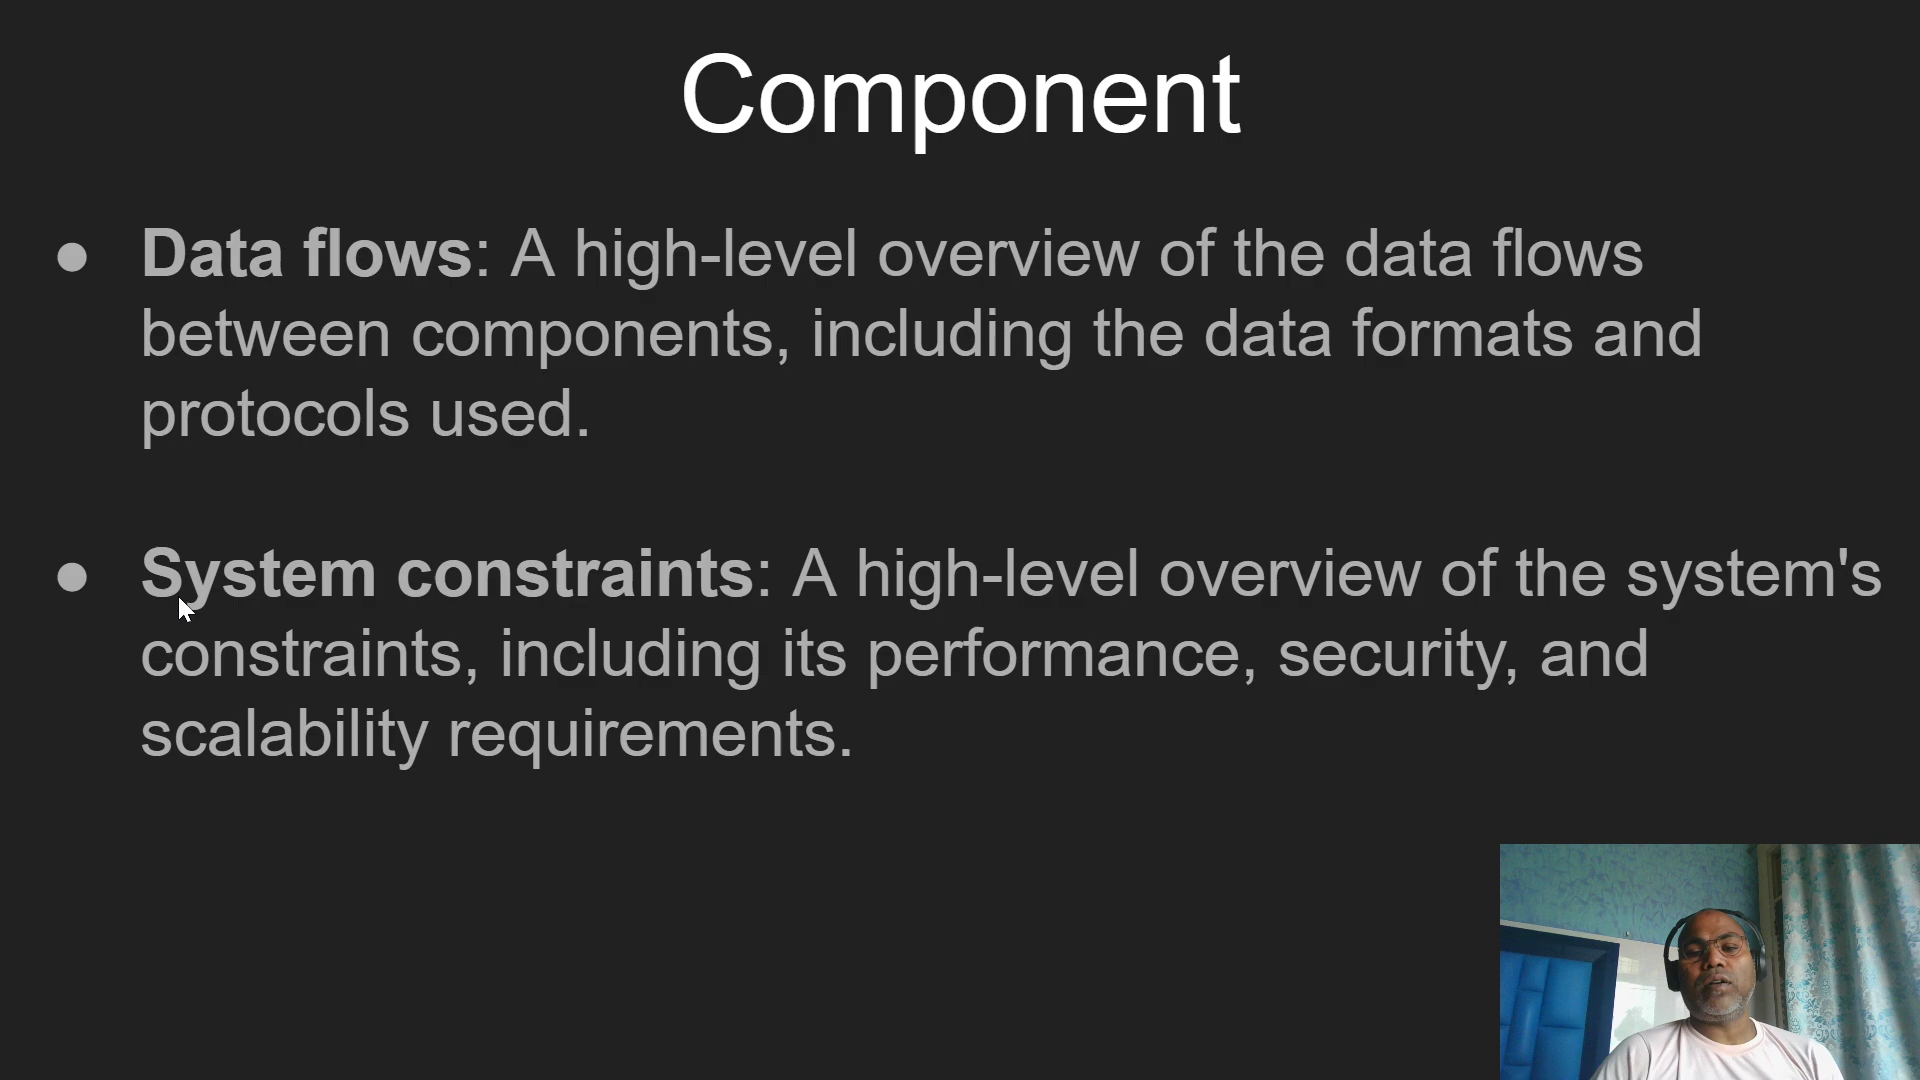 Component
● Data flows: A high-level overview of the data flows
between components, including the data formats and
protocols used.
● System constraints: A high-level overview of the system's
constraints, including its performance, security, and
scalability requirements.